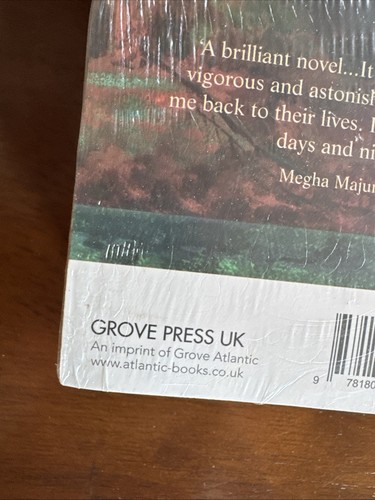 'A brilliant novel...It
vigorous and astonish
me back to their lives.
days and ni
Megha Majum
GROVE PRESS UK
An imprint of Grove Atlantic
www.atlantic-books.co.uk
9 78180